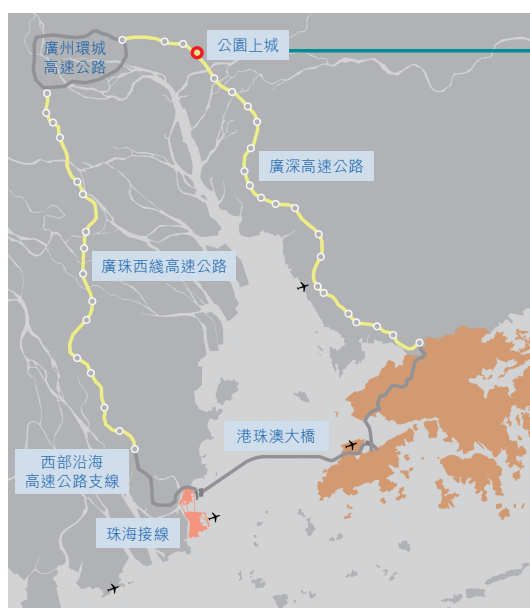 廣州環城
高速公路
公園上城
廣深高速公路
廣珠西綫高速公路
港珠澳大橋
西部沿海
高速公路支線
珠海接線